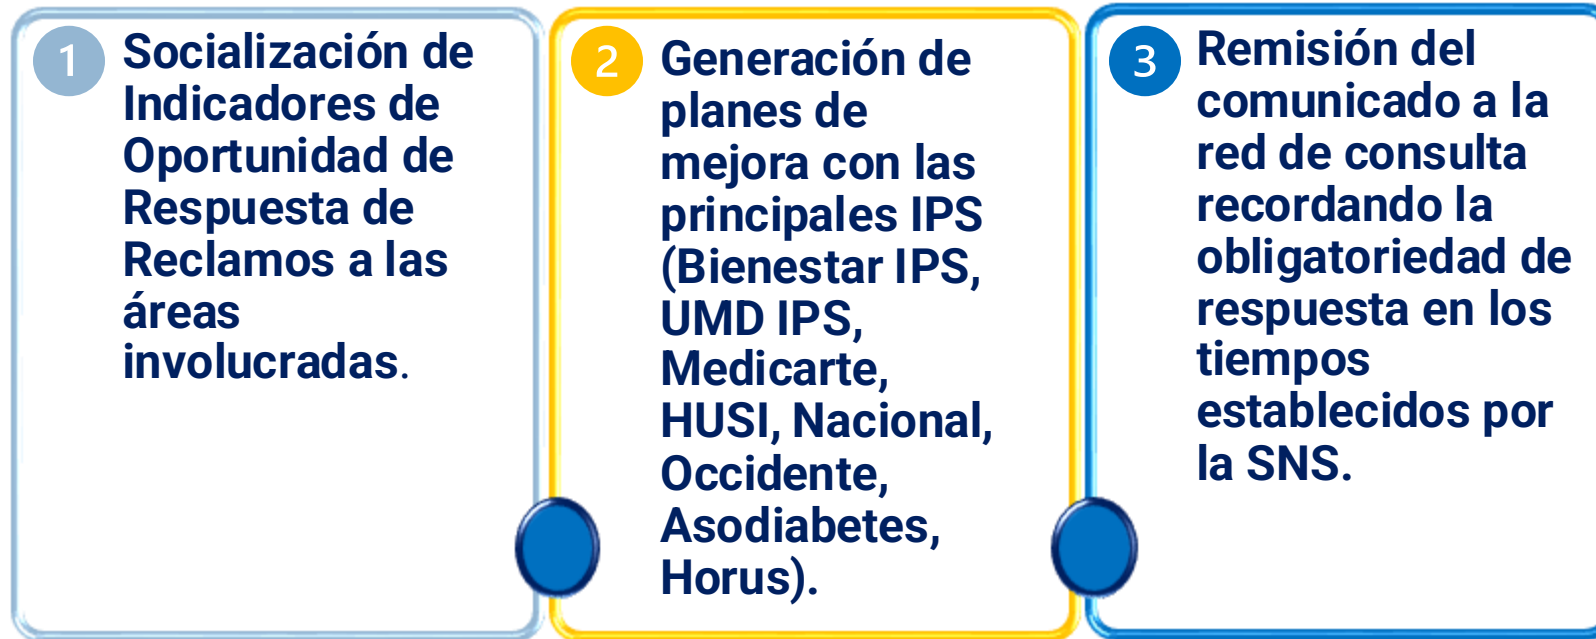 1
Socialización de
Indicadores de
Oportunidad de
Respuesta de
Reclamos a las
áreas
involucradas.
2
Generación de
planes de
mejora con las
principales IPS
(Bienestar IPS,
UMD IPS,
Medicarte,
HUSI, Nacional,
Occidente,
Asodiabetes,
Horus).
3
Remisión del
comunicado a la
red de consulta
recordando la
obligatoriedad de
respuesta en los
tiempos
establecidos por
la SNS.